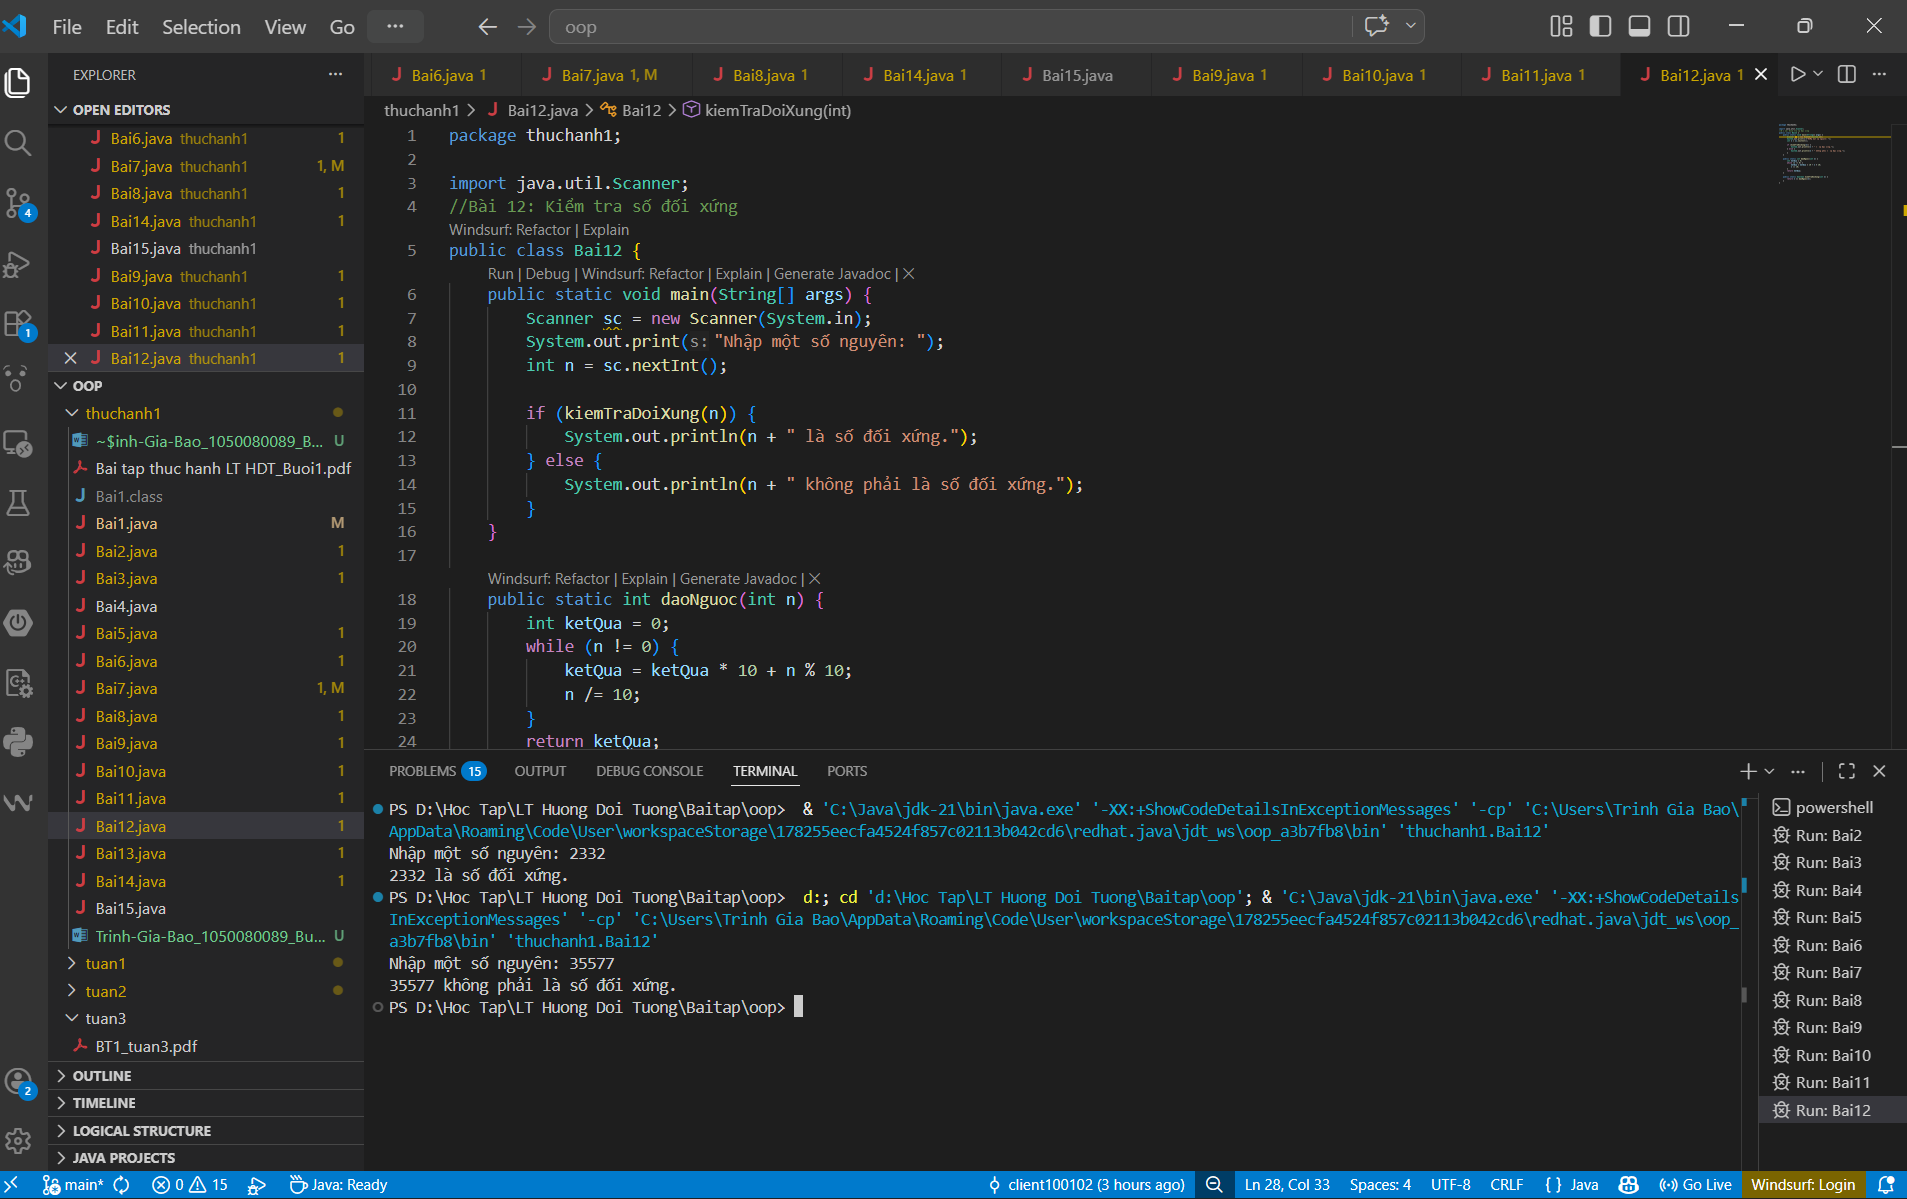 File Edit Selection View Go ··· oop
EXPLORER ···
OPEN EDITORS
Bai6.java thuchanh1 1
Bai7.java thuchanh1 1, M
Bai8.java thuchanh1 1
Bai14.java thuchanh1 1
Bai15.java thuchanh1
Bai9.java thuchanh1 1
Bai10.java thuchanh1 1
Bai11.java thuchanh1 1
Bai12.java thuchanh1 1
OOP
thuchanh1
~$inh-Gia-Bao_1050080089_B... U
Bai tap thuc hanh LT HDT_Buoi1.pdf
Bai1.class
Bai1.java M
Bai2.java 1
Bai3.java 1
Bai4.java
Bai5.java 1
Bai6.java 1
Bai7.java 1, M
Bai8.java 1
Bai9.java 1
Bai10.java 1
Bai11.java 1
Bai12.java 1
Bai13.java 1
Bai14.java 1
Bai15.java
Trinh-Gia-Bao_1050080089_Bu... U
tuan1
tuan2
tuan3
BT1_tuan3.pdf
OUTLINE
TIMELINE
LOGICAL STRUCTURE
JAVA PROJECTS
4
1
2
Bai6.java 1 Bai7.java 1, M Bai8.java 1 Bai14.java 1 Bai15.java Bai9.java 1 Bai10.java 1 Bai11.java 1 Bai12.java 1
thuchanh1 > Bai12.java > Bai12 > kiemTraDoiXung(int)
1 package thuchanh1;
2
3 import java.util.Scanner;
4 //Bài 12: Kiểm tra số đối xứng
Windsurf: Refactor | Explain
5 public class Bai12 {
Run | Debug | Windsurf: Refactor | Explain | Generate Javadoc | X
6 public static void main(String[] args) {
7 Scanner sc = new Scanner(System.in);
8 System.out.print(s: "Nhập một số nguyên: ");
9 int n = sc.nextInt();
10
11 if (kiemTraDoiXung(n)) {
12 System.out.println(n + " là số đối xứng.");
13 } else {
14 System.out.println(n + " không phải là số đối xứng.");
15 }
16 }
17
Windsurf: Refactor | Explain | Generate Javadoc | X
18 public static int daoNguoc(int n) {
19 int ketQua = 0;
20 while (n != 0) {
21 ketQua = ketQua * 10 + n % 10;
22 n /= 10;
23 }
24 return ketQua;
PROBLEMS 15 OUTPUT DEBUG CONSOLE TERMINAL PORTS
PS D:\Hoc Tap\LT Huong Doi Tuong\Baitap\oop> & 'C:\Java\jdk-21\bin\java.exe' '-XX:+ShowCodeDetailsInExceptionMessages' '-cp' 'C:\Users\Trinh Gia Bao\
AppData\Roaming\Code\User\workspaceStorage\178255eecfa4524f857c02113b042cd6\redhat.java\jdt_ws\oop_a3b7fb8\bin' 'thuchanh1.Bai12'
Nhập một số nguyên: 2332
2332 là số đối xứng.
PS D:\Hoc Tap\LT Huong Doi Tuong\Baitap\oop> d:; cd 'd:\Hoc Tap\LT Huong Doi Tuong\Baitap\oop'; & 'C:\Java\jdk-21\bin\java.exe' '-XX:+ShowCodeDetails
InExceptionMessages' '-cp' 'C:\Users\Trinh Gia Bao\AppData\Roaming\Code\User\workspaceStorage\178255eecfa4524f857c02113b042cd6\redhat.java\jdt_ws\oop_
a3b7fb8\bin' 'thuchanh1.Bai12'
Nhập một số nguyên: 35577
35577 không phải là số đối xứng.
PS D:\Hoc Tap\LT Huong Doi Tuong\Baitap\oop>
powershell
Run: Bai2
Run: Bai3
Run: Bai4
Run: Bai5
Run: Bai6
Run: Bai7
Run: Bai8
Run: Bai9
Run: Bai10
Run: Bai11
Run: Bai12
main* 0 15 Java: Ready client100102 (3 hours ago) Ln 28, Col 33 Spaces: 4 UTF-8 CRLF { } Java Go Live Windsurf: Login